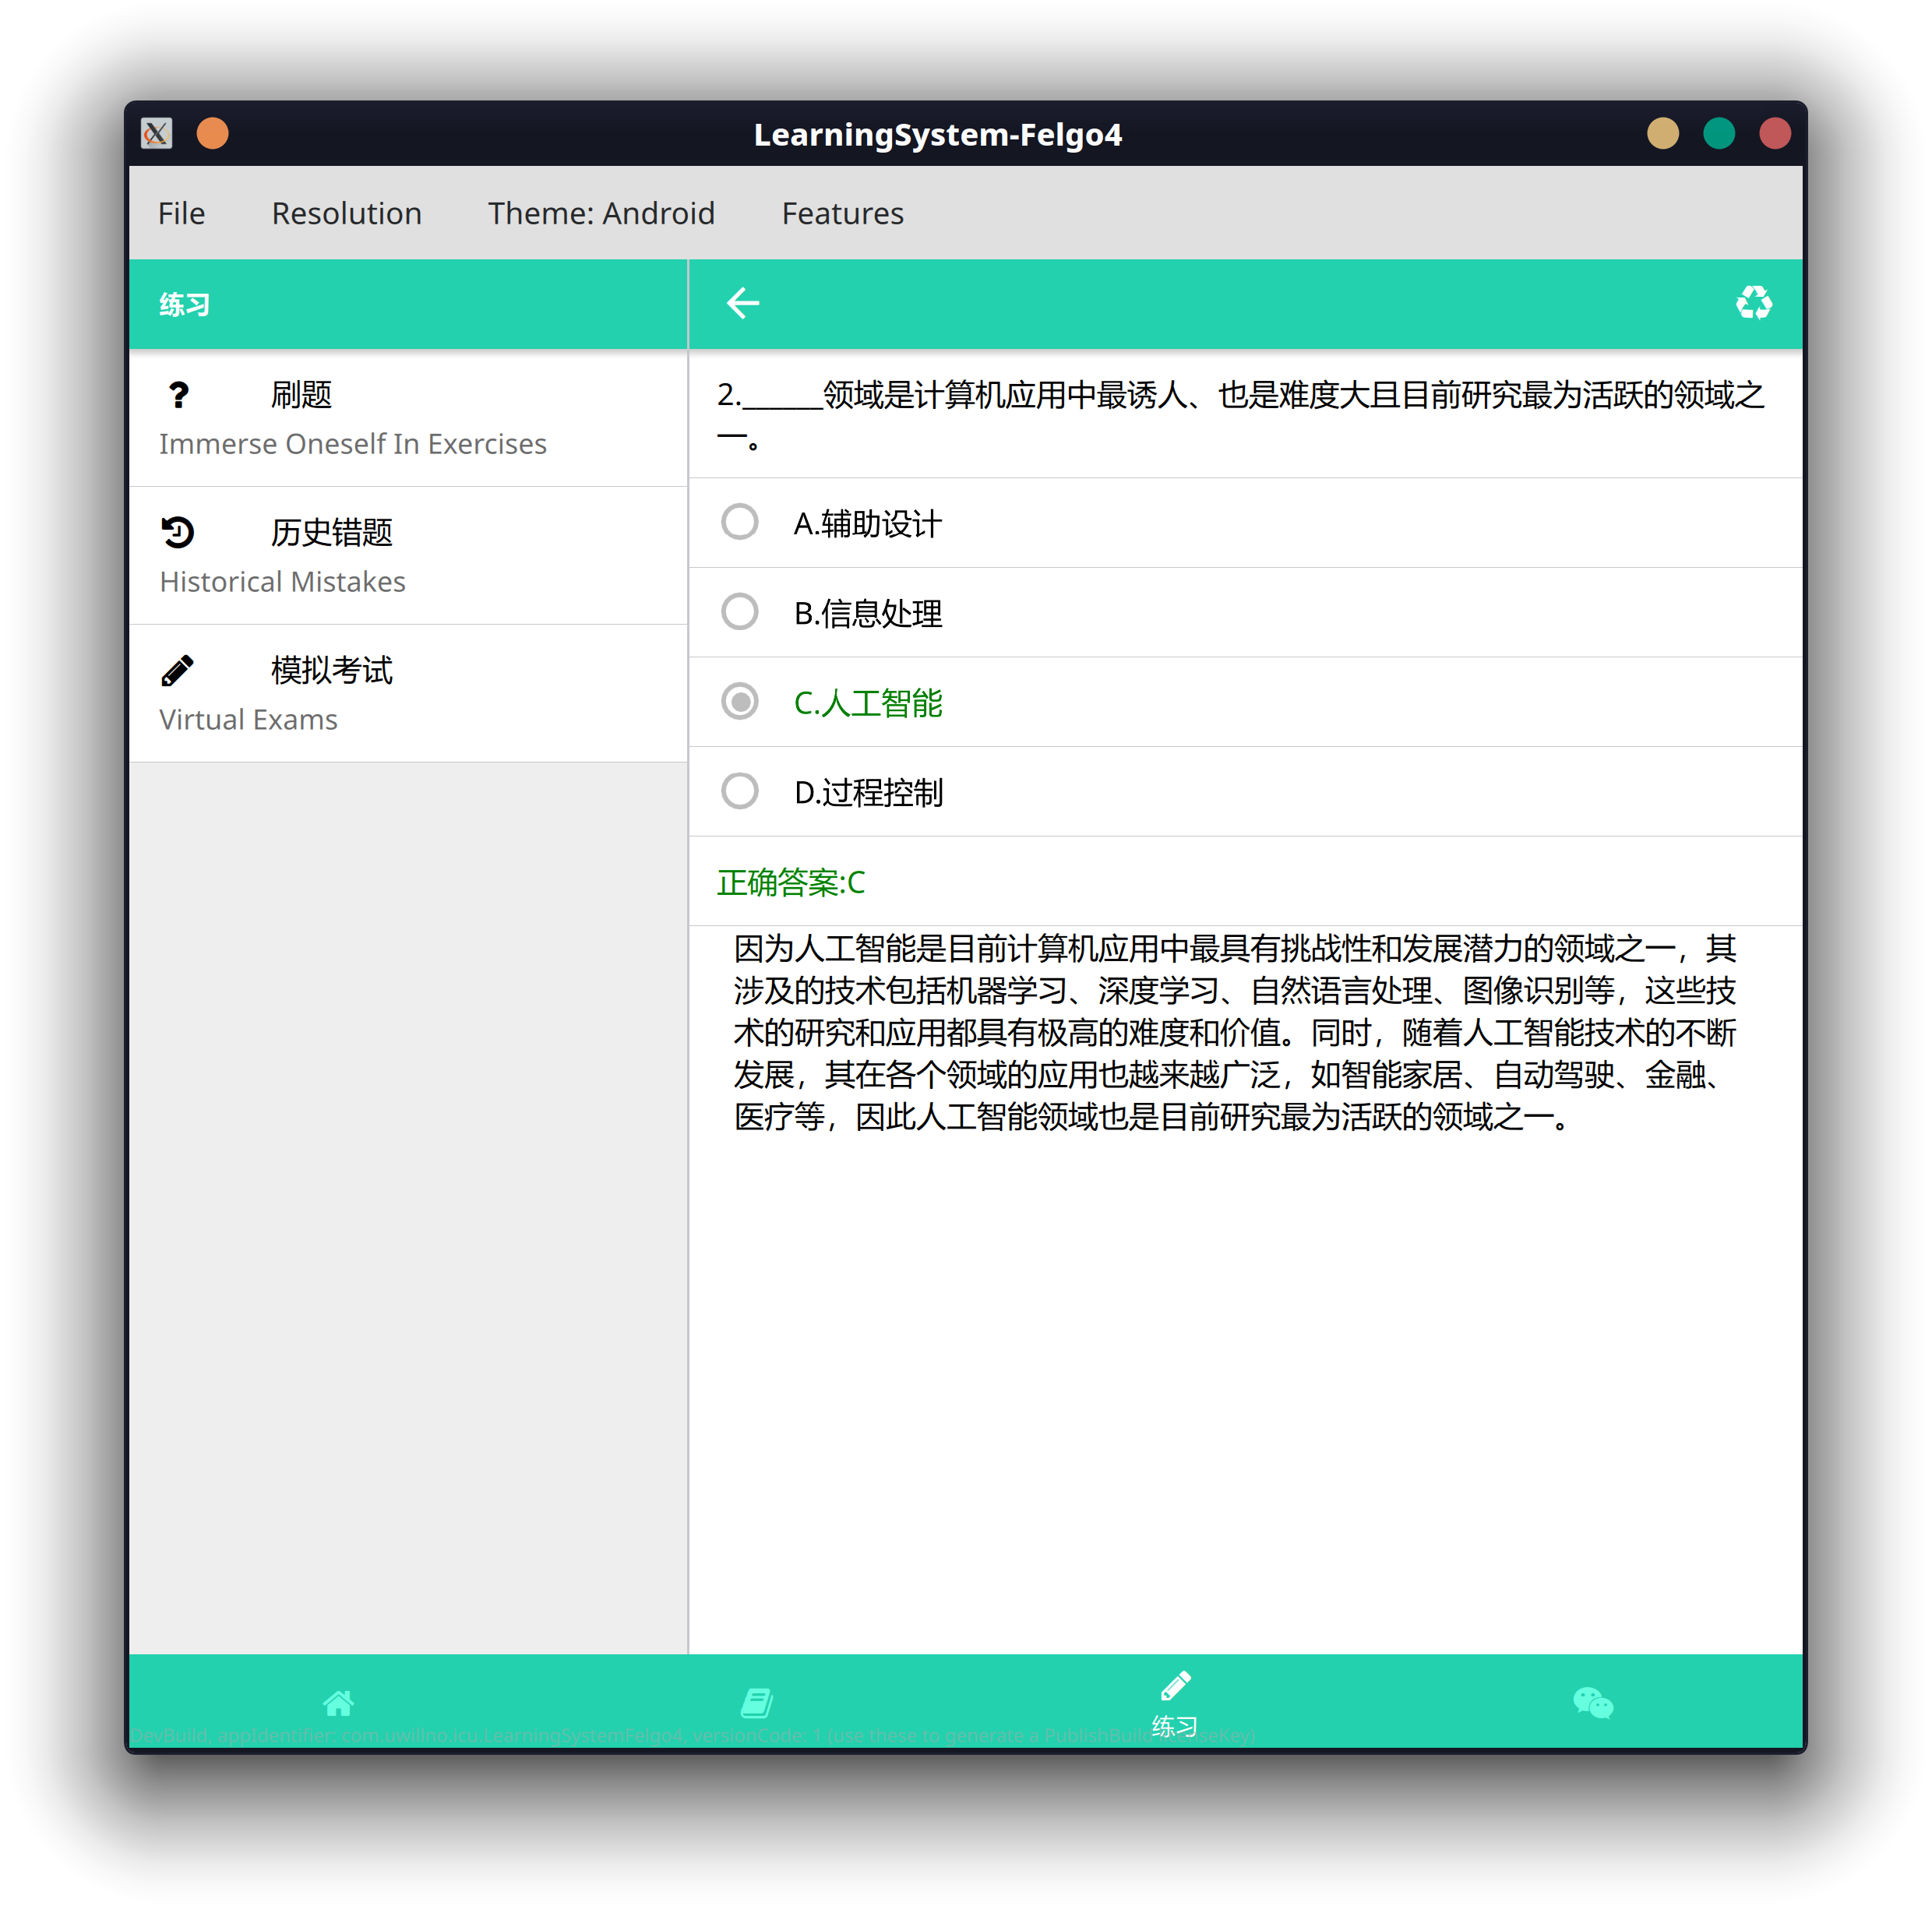 LearningSystem-Felgo4
File Resolution Theme: Android Features
练习
刷题
Immerse Oneself In Exercises
历史错题
Historical Mistakes
模拟考试
Virtual Exams
2.______领域是计算机应用中最诱人、也是难度大且目前研究最为活跃的领域之
一。
A.辅助设计
B.信息处理
C.人工智能
D.过程控制
正确答案:C
因为人工智能是目前计算机应用中最具有挑战性和发展潜力的领域之一，其
涉及的技术包括机器学习、深度学习、自然语言处理、图像识别等，这些技
术的研究和应用都具有极高的难度和价值。同时，随着人工智能技术的不断
发展，其在各个领域的应用也越来越广泛，如智能家居、自动驾驶、金融、
医疗等，因此人工智能领域也是目前研究最为活跃的领域之一。
练习
DevBuild, appIdentifier: com.uwillno.icu.LearningSystemFelgo4, versionCode: 1 (use these to generate a PublishBuild